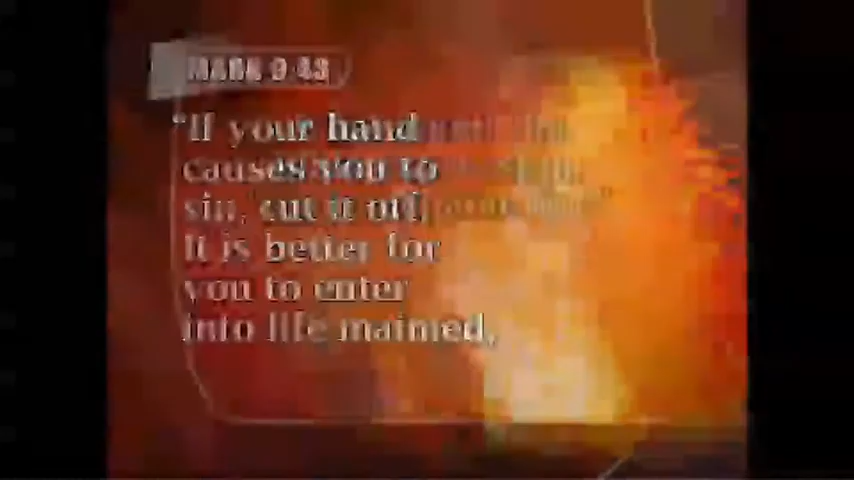 MARK 9:43
"If your hand
causes you to
sin, cut it off.
It is better for
you to enter
into life maimed,